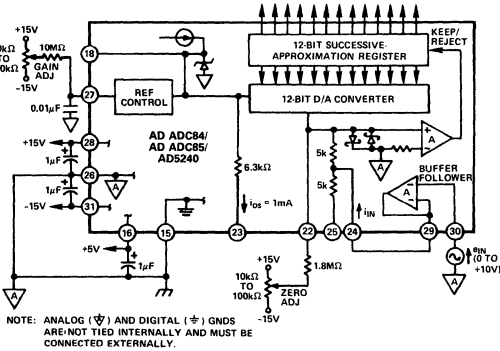 +15V
KEEP/
REJECT
12-BIT SUCCESSIVE-
APPROXIMATION REGISTER
10MΩ
18
TO
GAIN
ADJ
-15V
27
REF
CONTROL
12-BIT D/A CONVERTER
0.01μF
AD ADC84/
AD ADC85/
AD5240
+15V
28
1μF
26
A
1μF
-15V
31
6.3kΩ
iOS = 1mA
5k
5k
iIN
+
-
A
A
BUFFER
FOLLOWER
A
16
15
23
22
25
24
29
30
+5V
+
1μF
A
+15V
10kΩ
TO
100kΩ
-15V
1.8MΩ
ZERO
ADJ
eIN
(0 TO
+10V)
A
NOTE: ANALOG (A) AND DIGITAL (⏚) GNDS
ARE NOT TIED INTERNALLY AND MUST BE
CONNECTED EXTERNALLY.